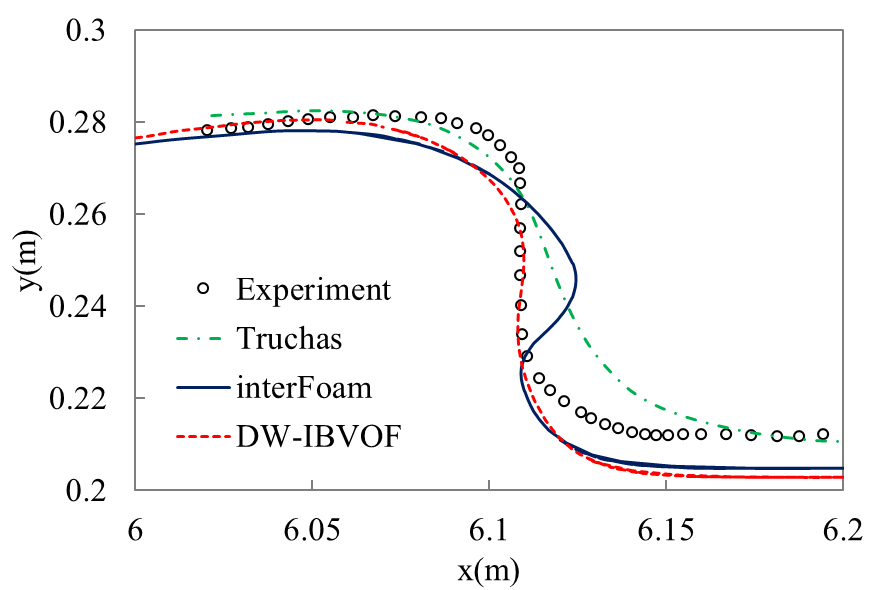 0.3
0.28
0.26
0.24
0.22
0.2
y(m)
Experiment
Truchas
interFoam
DW-IBVOF
6 6.05 6.1 6.15 6.2
x(m)